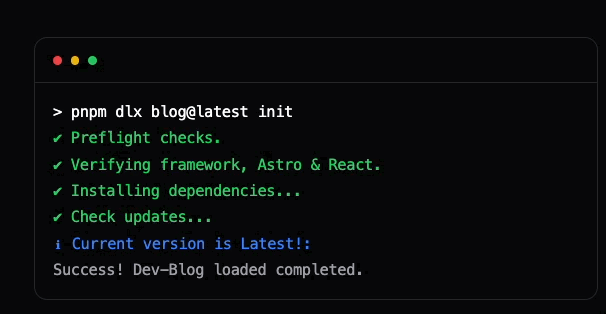 > pnpm dlx blog@latest init
✔ Preflight checks.
✔ Verifying framework, Astro & React.
✔ Installing dependencies...
✔ Check updates...
ℹ Current version is Latest!:
Success! Dev-Blog loaded completed.